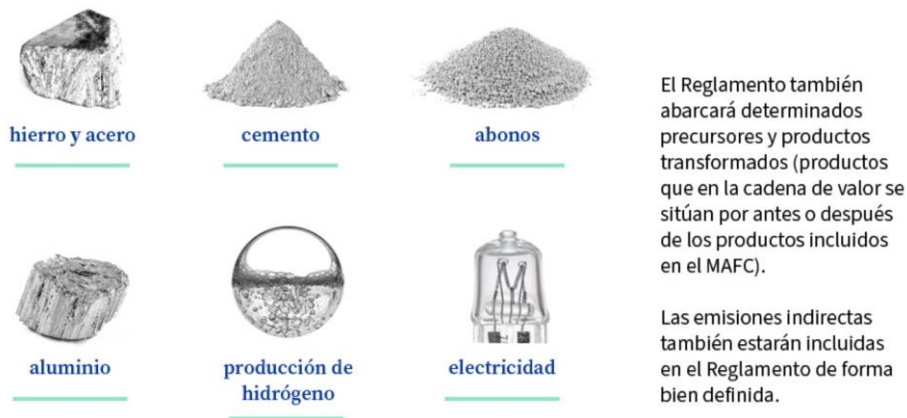 hierro y acero
cemento
abonos
aluminio
producción de
hidrógeno
electricidad
El Reglamento también
abarcará determinados
precursores y productos
transformados (productos
que en la cadena de valor se
sitúan por antes o después
de los productos incluidos
en el MAFC).
Las emisiones indirectas
también estarán incluidas
en el Reglamento de forma
bien definida.